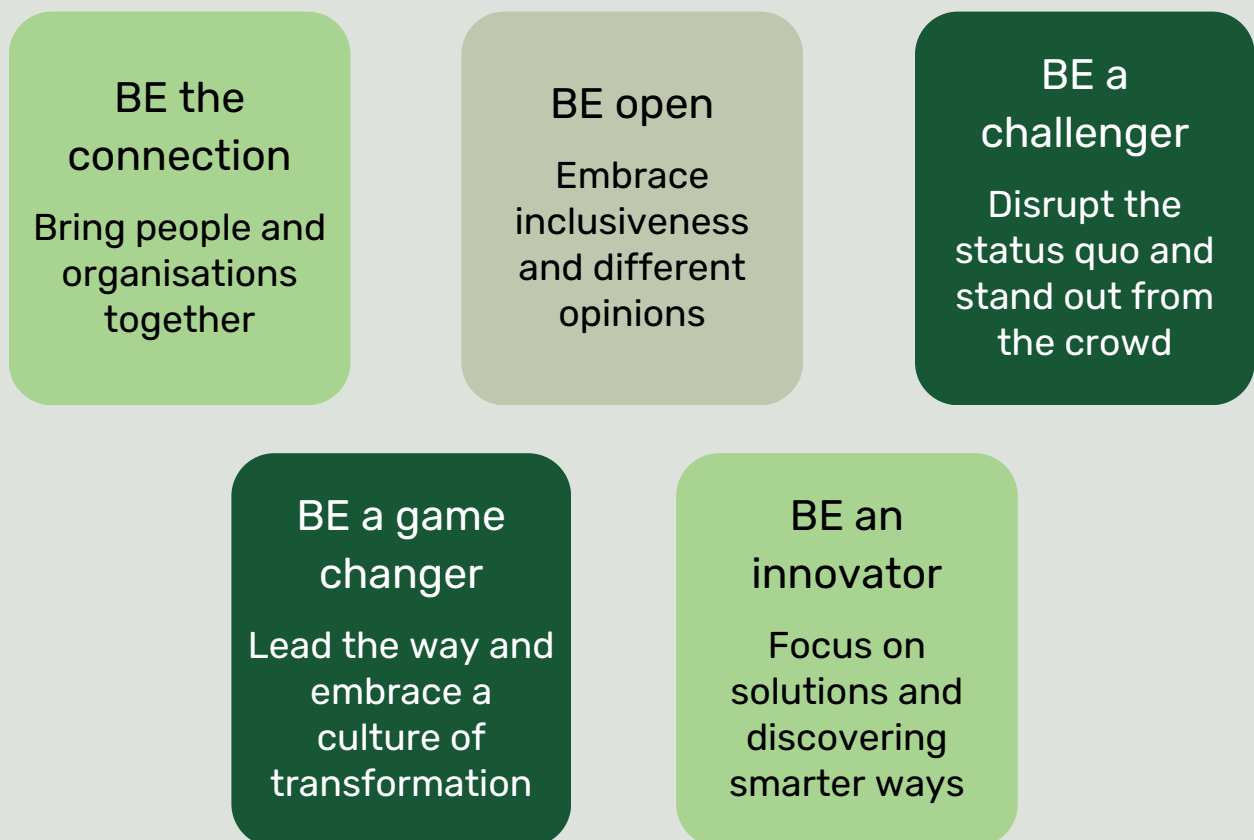 BE the
connection
Bring people and
organisations
together
BE open
Embrace
inclusiveness
and different
opinions
BE a
challenger
Disrupt the
status quo and
stand out from
the crowd
BE a game
changer
Lead the way and
embrace a
culture of
transformation
BE an
innovator
Focus on
solutions and
discovering
smarter ways